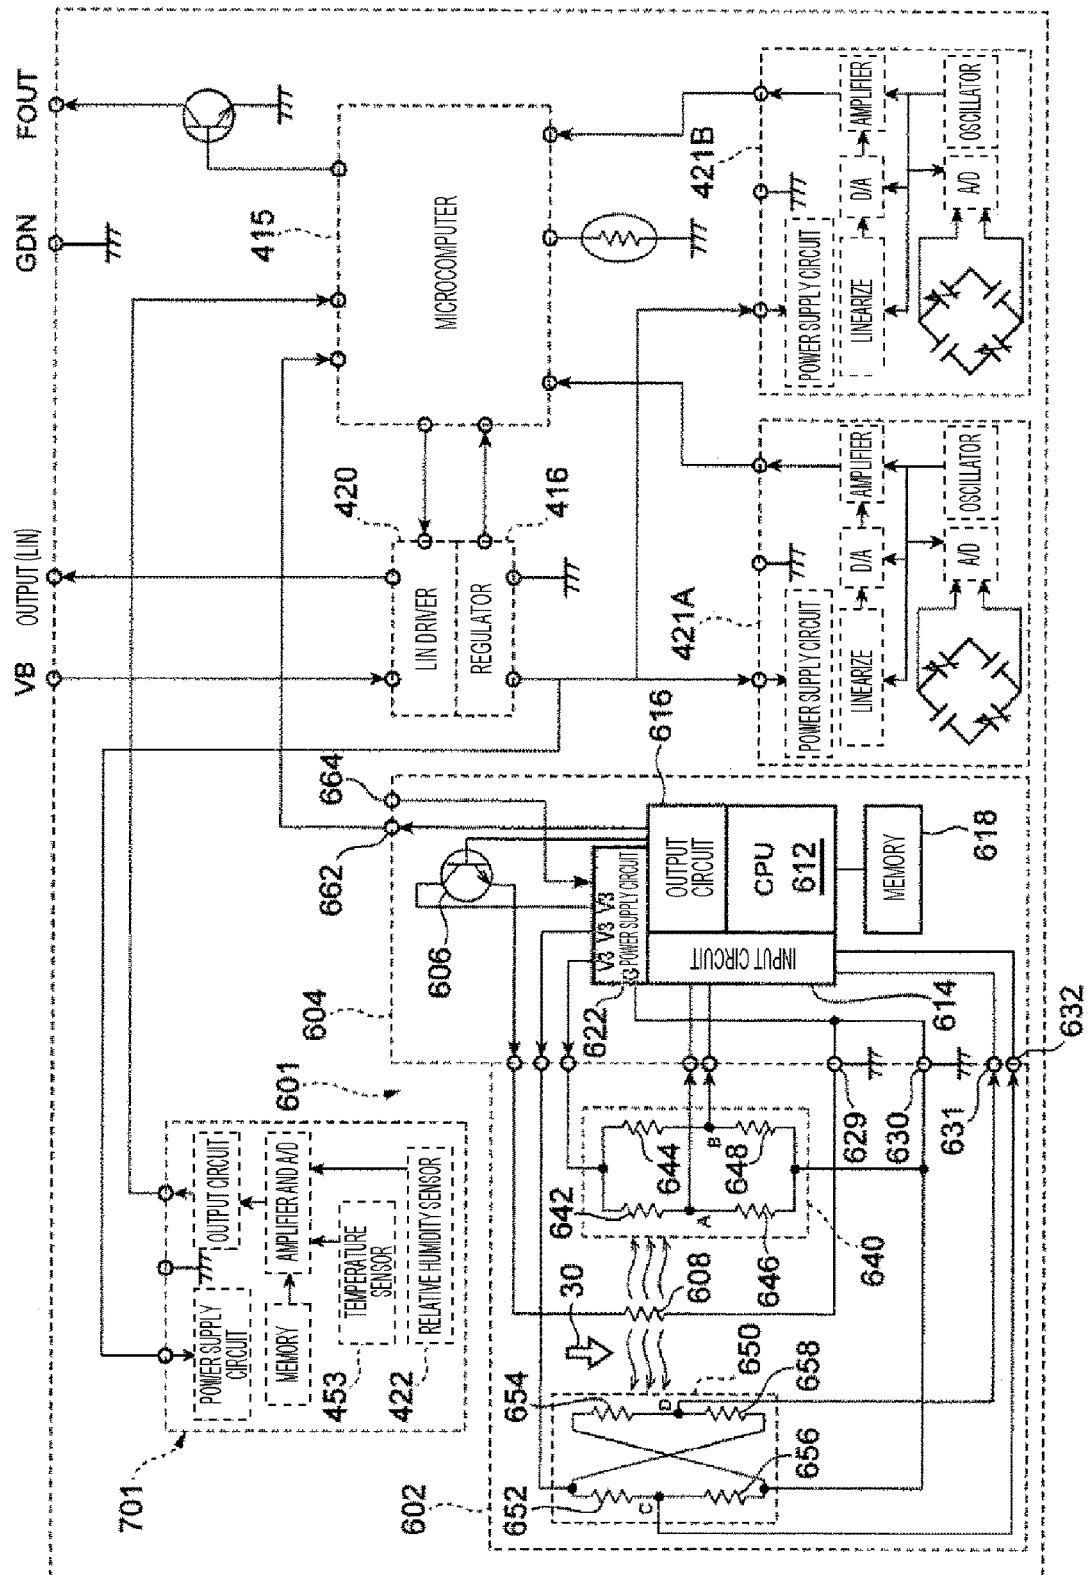 VB
OUTPUT (LIN)
GDN
FOUT
701
POWER SUPPLY
CIRCUIT
OUTPUT CIRCUIT
MEMORY
AMPLIFIER AND A/D
TEMPERATURE
SENSOR
RELATIVE HUMIDITY SENSOR
453
422
601
604
606
662
664
420
LIN DRIVER
REGULATOR
416
415
MICROCOMPUTER
602
652
654
C
D
656
658
650
30
608
642
644
A
B
646
648
640
622
V3 V3 V3
POWER SUPPLY CIRCUIT
OUTPUT
CIRCUIT
616
CPU
612
INPUT CIRCUIT
614
MEMORY
618
629
630
631
632
421A
POWER SUPPLY CIRCUIT
LINEARIZE
D/A
AMPLIFIER
A/D
OSCILLATOR
421B
POWER SUPPLY CIRCUIT
LINEARIZE
D/A
AMPLIFIER
A/D
OSCILLATOR